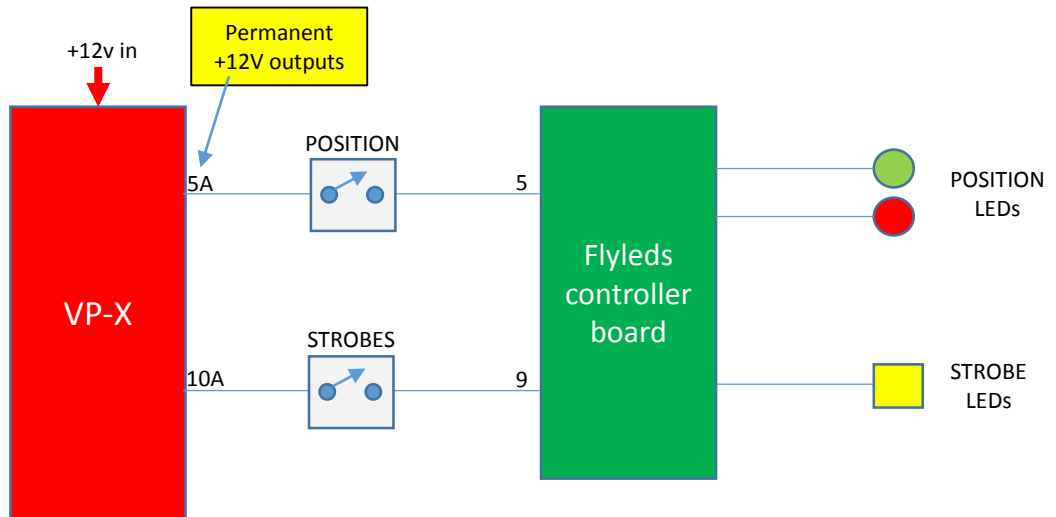 Permanent
+12V outputs
+12v in
POSITION
5A
5
POSITION
LEDs
Flyleds
controller
board
VP-X
STROBES
10A
9
STROBE
LEDs